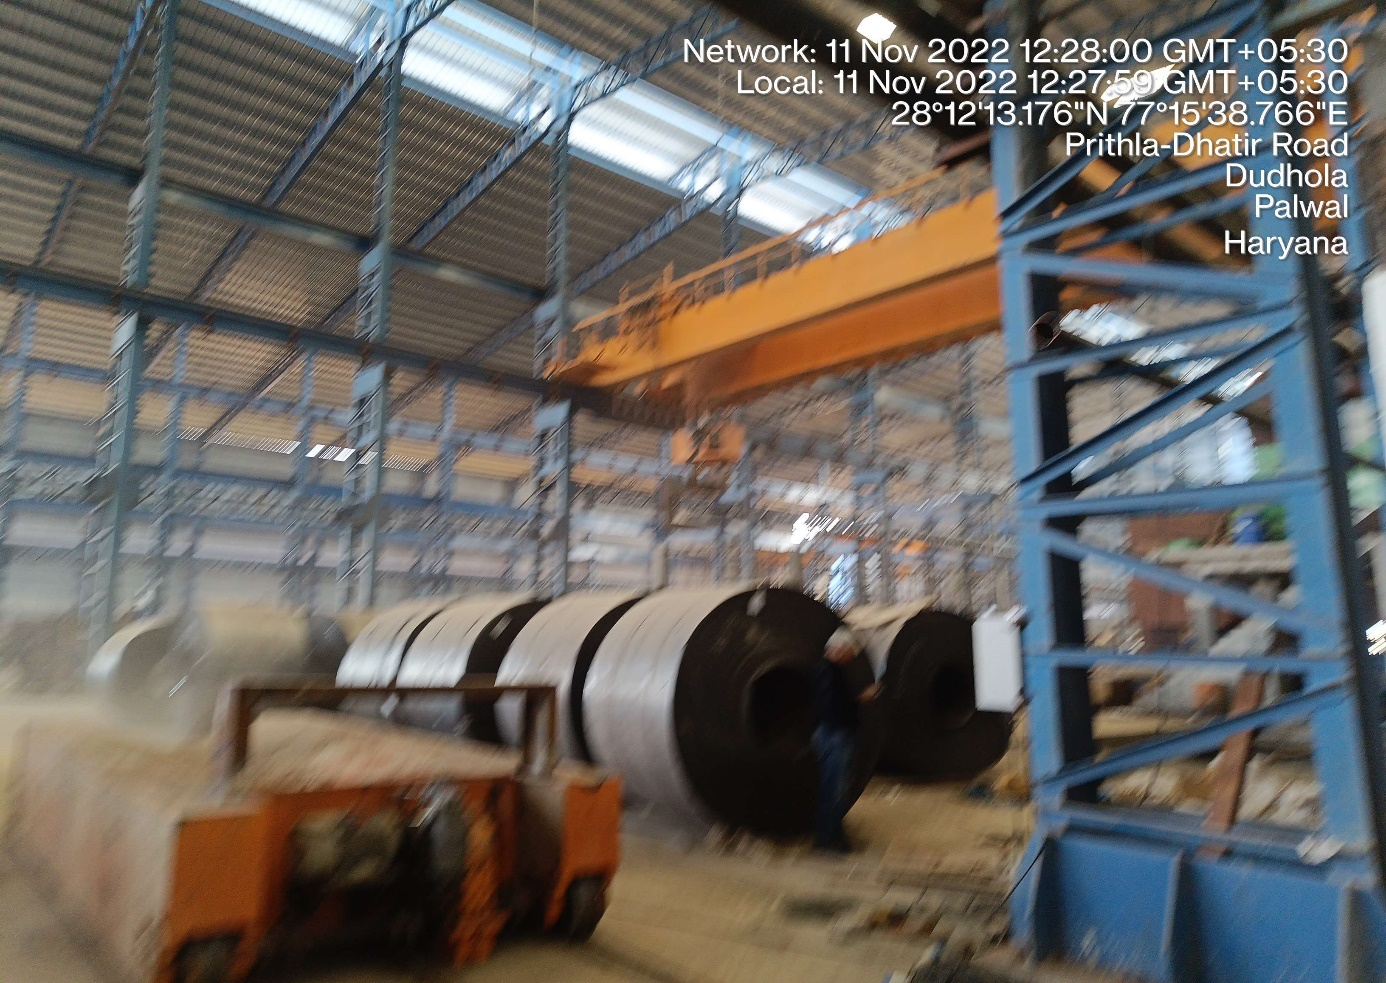 Network: 11 Nov 2022 12:28:00 GMT+05:30
Local: 11 Nov 2022 12:27:59 GMT+05:30
28°12'13.176"N 77°15'38.766"E
Prithla-Dhatir Road
Dudhola
Palwal
Haryana